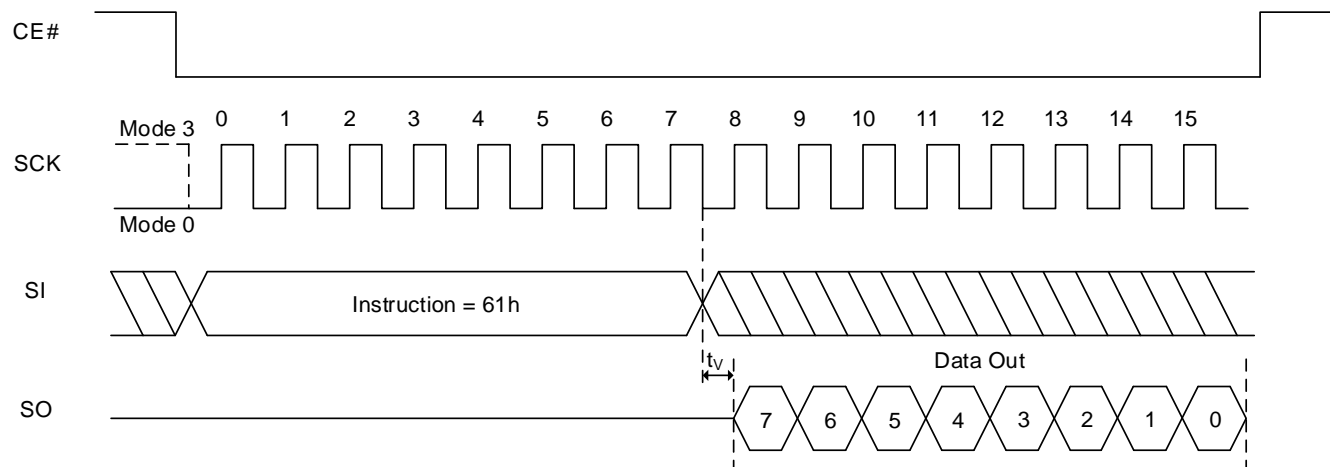 CE#
0 1 2 3 4 5 6 7 8 9 10 11 12 13 14 15
Mode 3
SCK
Mode 0
SI
Instruction = 61h
tV
Data Out
SO
7 6 5 4 3 2 1 0